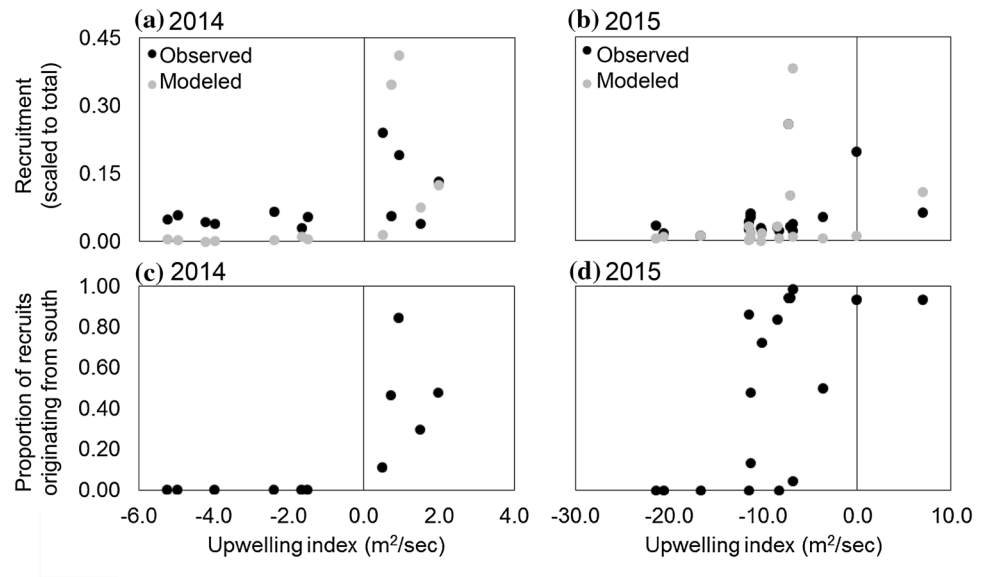 (a) 2014
(b) 2015
0.45
0.30
0.15
0.00
Recruitment
(scaled to total)
Observed
Modeled
Observed
Modeled
(c) 2014
(d) 2015
1.00
0.80
0.60
0.40
0.20
0.00
Proportion of recruits
originating from south
-6.0 -4.0 -2.0 0.0 2.0 4.0
-30.0 -20.0 -10.0 0.0 10.0
Upwelling index (m²/sec)
Upwelling index (m²/sec)